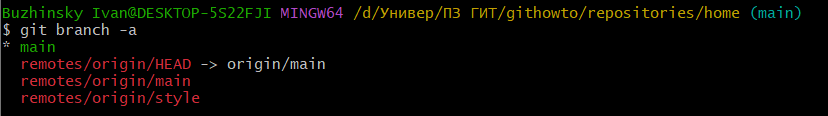 Buzhinsky Ivan@DESKTOP-5S22FJI MINGW64 /d/Универ/ПЗ ГИТ/githowto/repositories/home (main)
$ git branch -a
* main
  remotes/origin/HEAD -> origin/main
  remotes/origin/main
  remotes/origin/style